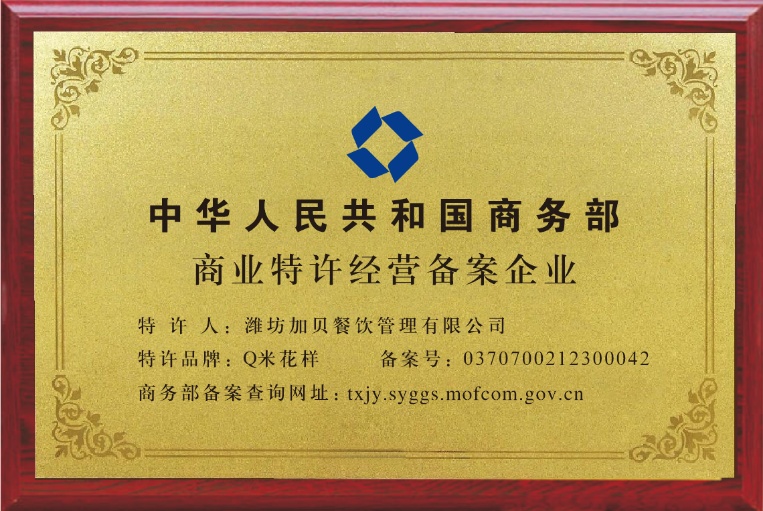 中华人民共和国商务部
商业特许经营备案企业
特 许 人：潍坊加贝餐饮管理有限公司
特许品牌：Q米花样 备案号：0370700212300042
商务部备案查询网址：txjy.syggs.mofcom.gov.cn